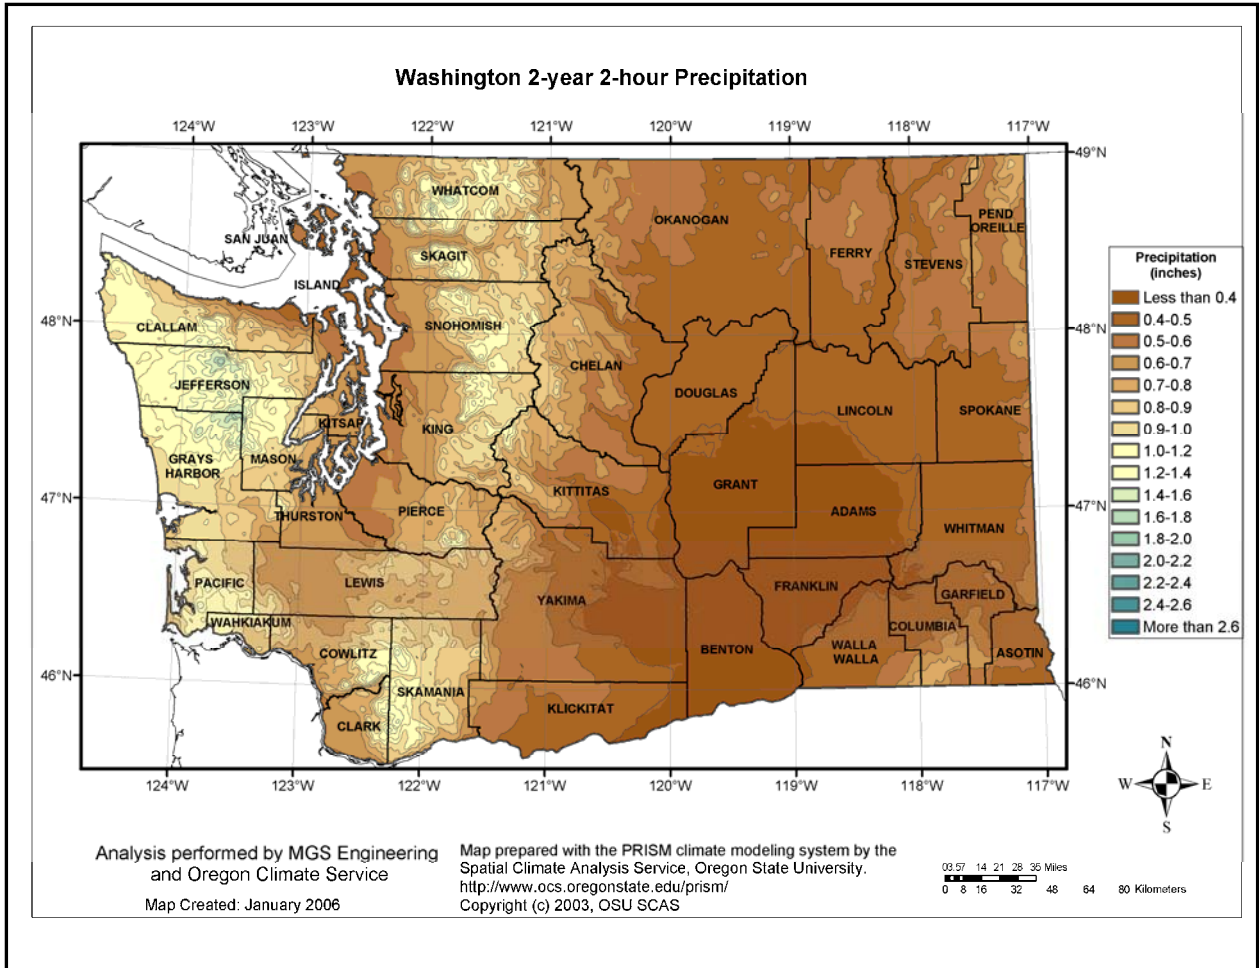 Washington 2-year 2-hour Precipitation
124°W 123°W 122°W 121°W 120°W 119°W 118°W 117°W
49°N
WHATCOM
OKANOGAN
PEND
OREILLE
SAN JUAN
SKAGIT
FERRY
STEVENS
ISLAND
48°N
CLALLAM
SNOHOMISH
48°N
JEFFERSON
CHELAN
DOUGLAS
LINCOLN
SPOKANE
KITSAP
KING
GRAYS
HARBOR
MASON
47°N
KITTITAS
GRANT
47°N
THURSTON
PIERCE
ADAMS
WHITMAN
PACIFIC
LEWIS
YAKIMA
FRANKLIN
GARFIELD
WAHKIAKUM
COLUMBIA
COWLITZ
BENTON
WALLA
WALLA
ASOTIN
46°N
SKAMANIA
46°N
CLARK
KLICKITAT
124°W 123°W 122°W 121°W 120°W 119°W 118°W 117°W
Precipitation
(inches)
Less than 0.4
0.4-0.5
0.5-0.6
0.6-0.7
0.7-0.8
0.8-0.9
0.9-1.0
1.0-1.2
1.2-1.4
1.4-1.6
1.6-1.8
1.8-2.0
2.0-2.2
2.2-2.4
2.4-2.6
More than 2.6
N
W E
S
Analysis performed by MGS Engineering
and Oregon Climate Service
Map Created: January 2006
Map prepared with the PRISM climate modeling system by the
Spatial Climate Analysis Service, Oregon State University.
http://www.ocs.oregonstate.edu/prism/
Copyright (c) 2003, OSU SCAS
03.57 14 21 28 35 Miles
0 8 16 32 48 64 80 Kilometers